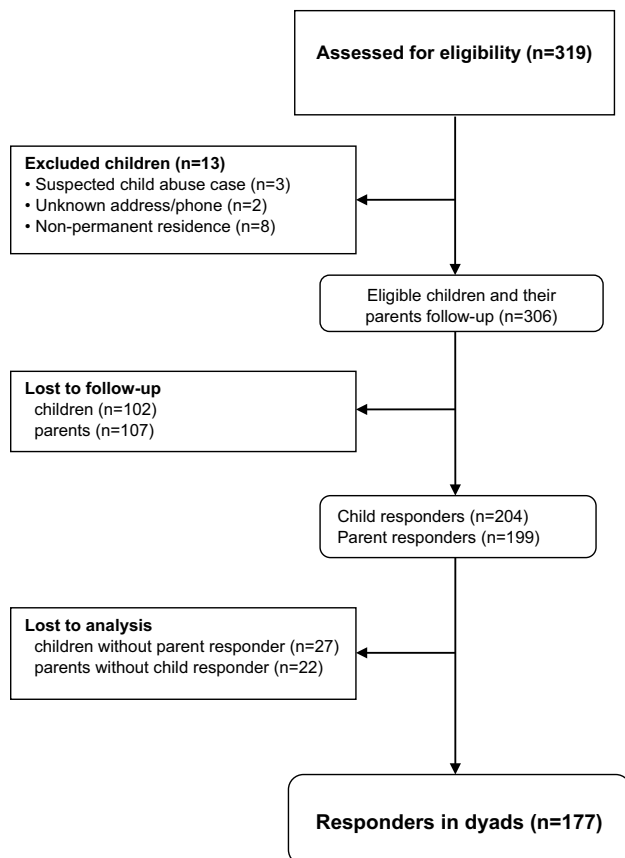 Assessed for eligibility (n=319)
Excluded children (n=13)
• Suspected child abuse case (n=3)
• Unknown address/phone (n=2)
• Non-permanent residence (n=8)
Eligible children and their
parents follow-up (n=306)
Lost to follow-up
children (n=102)
parents (n=107)
Child responders (n=204)
Parent responders (n=199)
Lost to analysis
children without parent responder (n=27)
parents without child responder (n=22)
Responders in dyads (n=177)